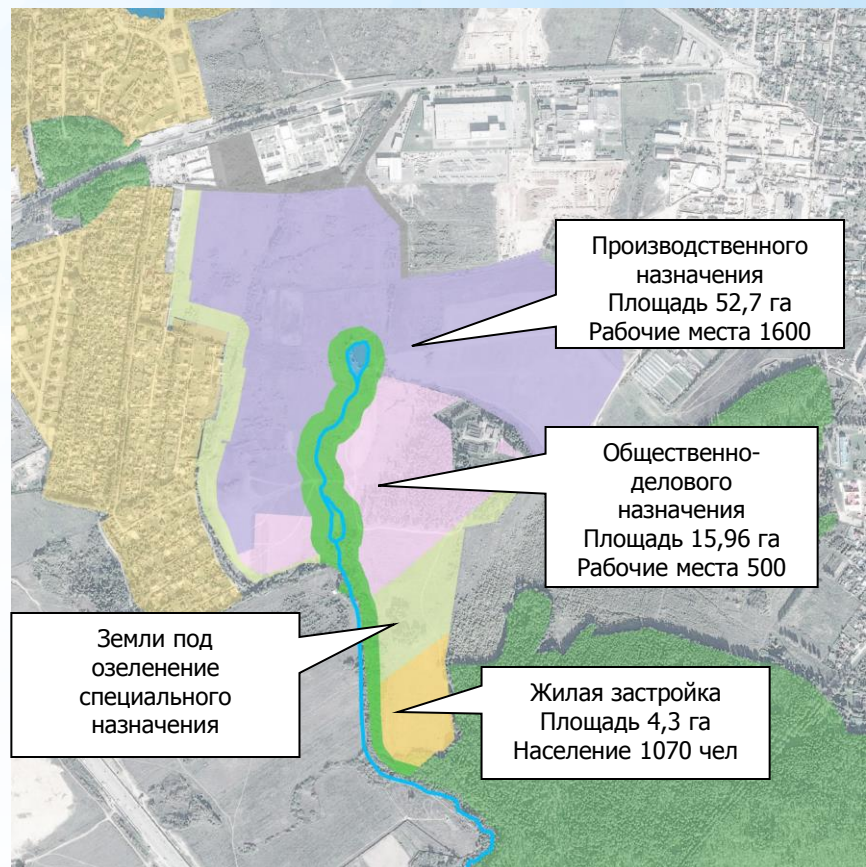 Производственного
назначения
Площадь 52,7 га
Рабочие места 1600
Общественно-
делового
назначения
Площадь 15,96 га
Рабочие места 500
Земли под
озеленение
специального
назначения
Жилая застройка
Площадь 4,3 га
Население 1070 чел